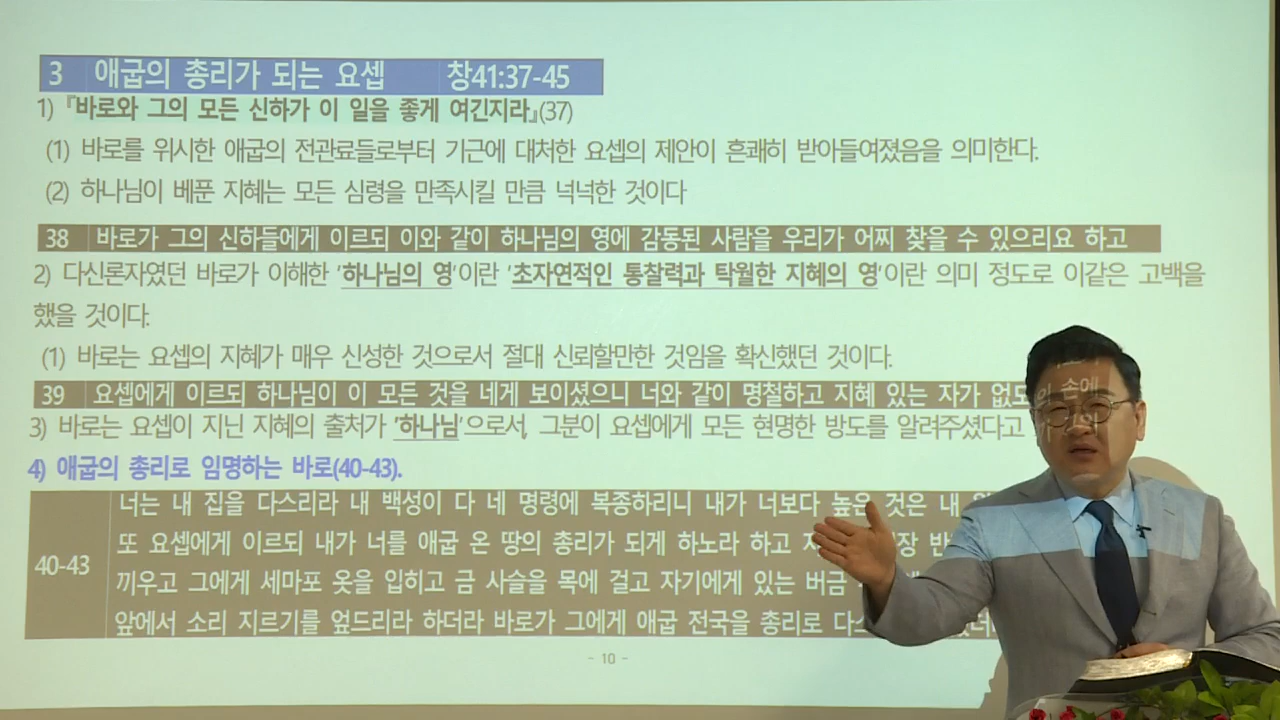 3 애굽의 총리가 되는 요셉 창41:37-45
1) 『바로와 그의 모든 신하가 이 일을 좋게 여긴지라』(37)
(1) 바로를 위시한 애굽의 전관료들로부터 기근에 대처한 요셉의 제안이 흔쾌히 받아들여졌음을 의미한다.
(2) 하나님이 베푼 지혜는 모든 심령을 만족시킬 만큼 넉넉한 것이다
38 바로가 그의 신하들에게 이르되 이와 같이 하나님의 영에 감동된 사람을 우리가 어찌 찾을 수 있으리요 하고
2) 다신론자였던 바로가 이해한 '하나님의 영'이란 '초자연적인 통찰력과 탁월한 지혜의 영'이란 의미 정도로 이같은 고백을
했을 것이다.
(1) 바로는 요셉의 지혜가 매우 신성한 것으로서 절대 신뢰할만한 것임을 확신했던 것이다.
39 요셉에게 이르되 하나님이 이 모든 것을 네게 보이셨으니 너와 같이 명철하고 지혜 있는 자가 없도
3) 바로는 요셉이 지닌 지혜의 출처가 '하나님'으로서, 그분이 요셉에게 모든 현명한 방도를 알려주셨다고
4) 애굽의 총리로 임명하는 바로(40-43).
40-43 너는 내 집을 다스리라 내 백성이 다 네 명령에 복종하리니 내가 너보다 높은 것은 내
또 요셉에게 이르되 내가 너를 애굽 온 땅의 총리가 되게 하노라 하고
끼우고 그에게 세마포 옷을 입히고 금 사슬을 목에 걸고 자기에게 있는 버금
앞에서 소리 지르기를 엎드리라 하더라 바로가 그에게 애굽 전국을 총리로
- 10 -